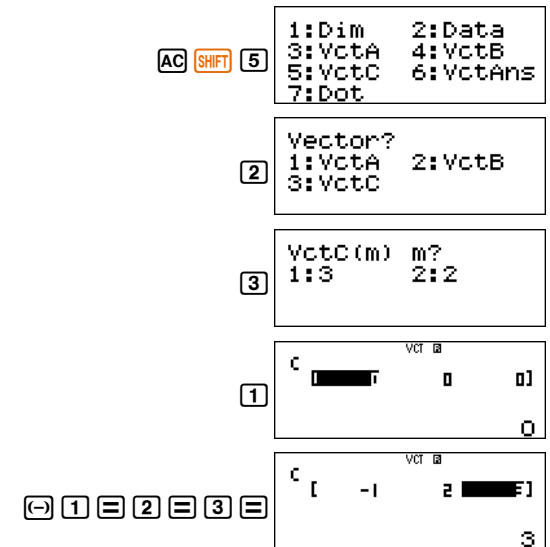 1:Dim 2:Data
AC SHIFT 5 3:VctA 4:VctB
5:VctC 6:VctAns
7:Dot
Vector?
2 1:VctA 2:VctB
3:VctC
VctC(m) m?
3 1:3 2:2
VCT D
C
1 [ 0 0 0]
0
VCT D
C
(-) 1 = 2 = 3 = [ -1 2 3]
3